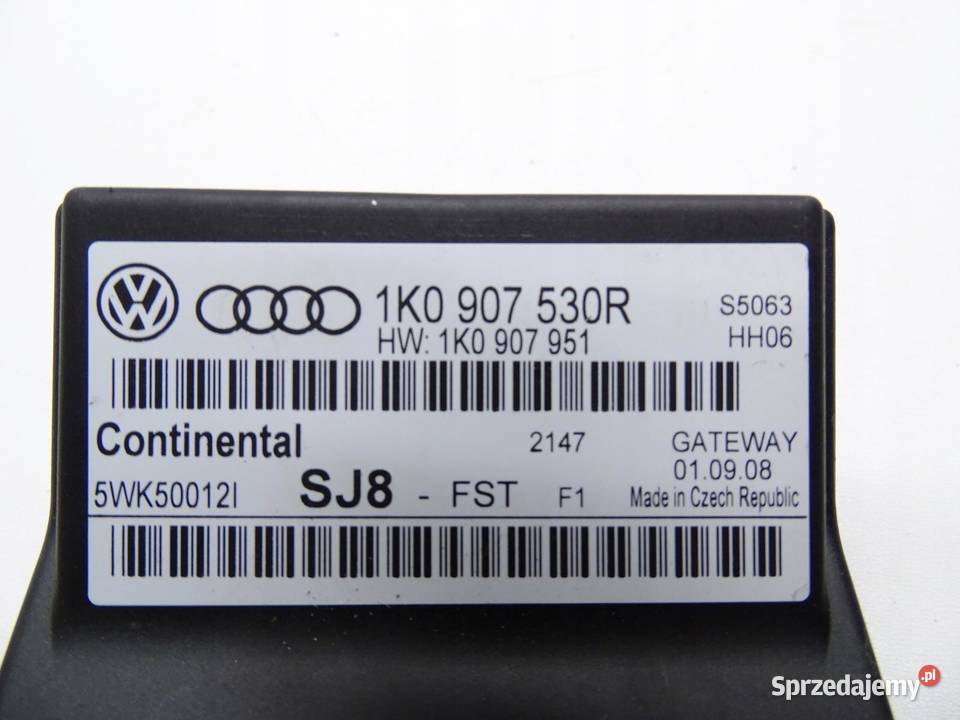 1K0 907 530R
S5063
HW: 1K0 907 951
HH06
Continental
2147
GATEWAY
01.09.08
5WK50012I
SJ8 - FST F1
Made in Czech Republic
Sprzedajemy.pl